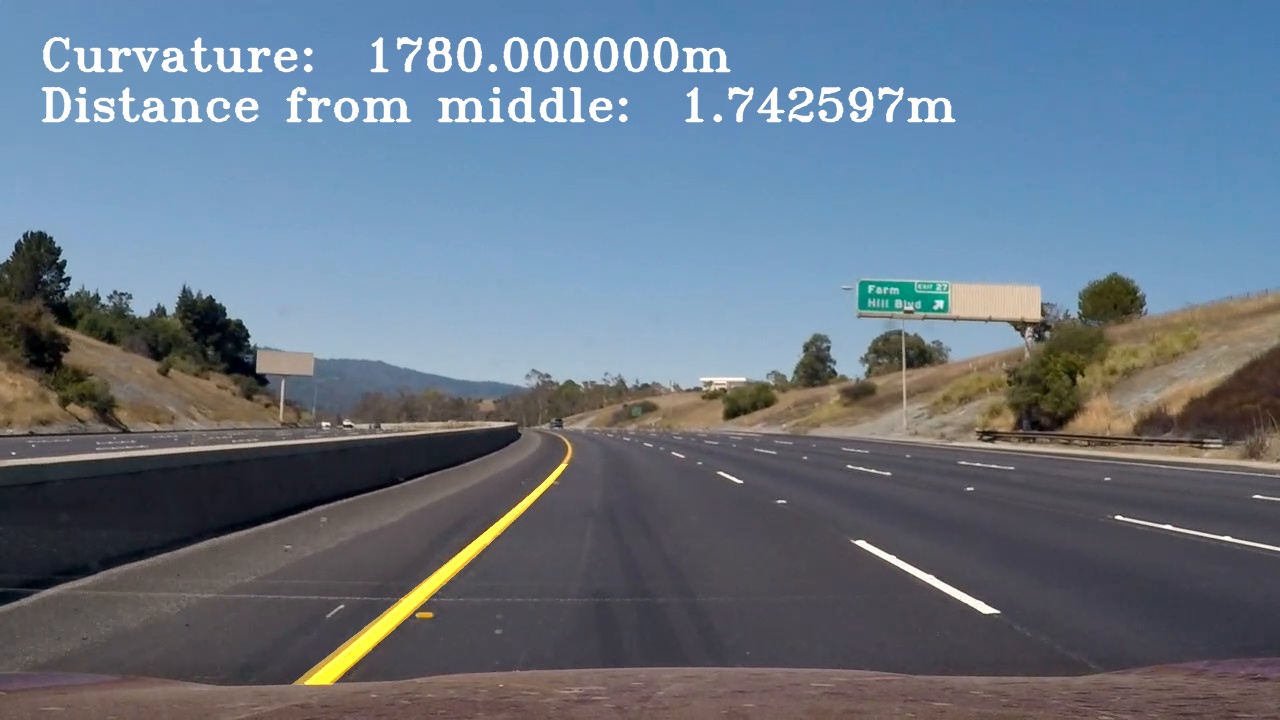 Curvature:  1780.000000m
Distance from middle:  1.742597m
EXIT 27
Farm
Hill Blvd